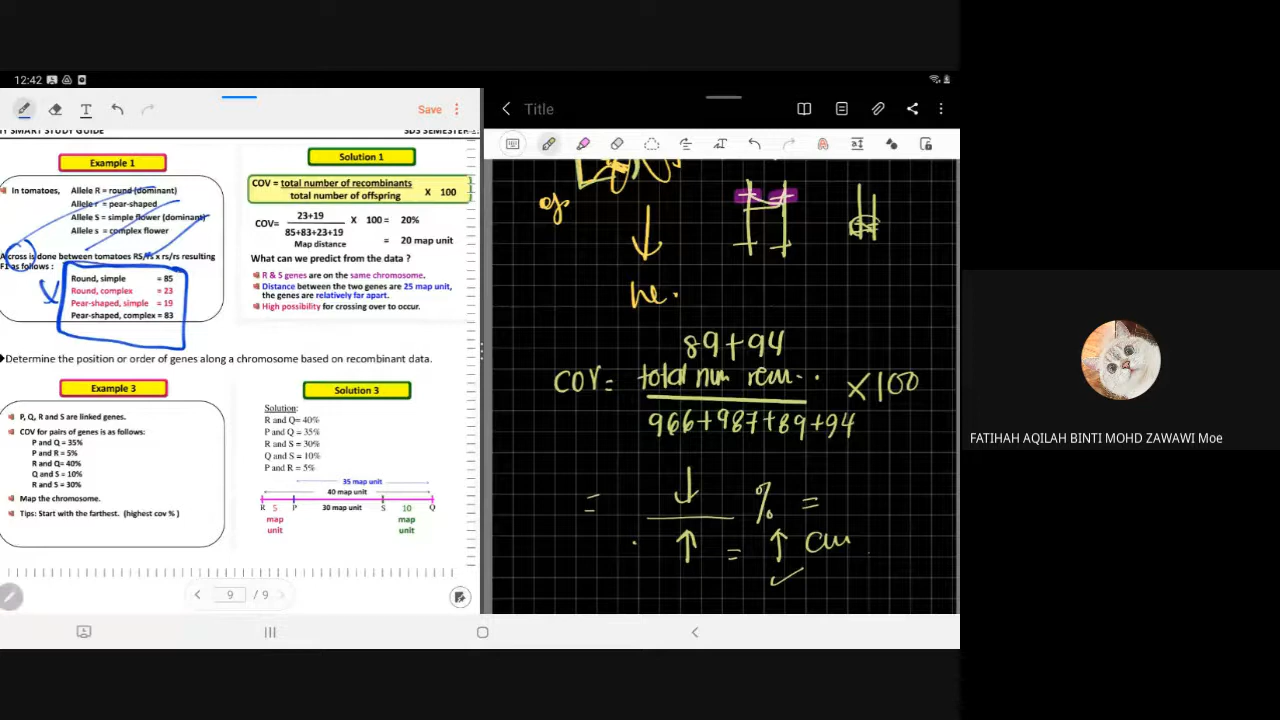 12:42
Save
Title
Y SMART STUDY GUIDE
SDS SEMESTER
Example 1
In tomatoes, Allele R = round (dominant)
Allele r = pear-shaped
Allele S = simple flower (dominant)
Allele s = complex flower
A cross is done between tomatoes RS/rs x rs/rs resulting
F1 as follows :
Round, simple = 85
Round, complex = 23
Pear-shaped, simple = 19
Pear-shaped, complex = 83
Solution 1
COV = total number of recombinants X 100
total number of offspring
COV= 23+19 X 100 = 20%
85+83+23+19
Map distance = 20 map unit
What can we predict from the data ?
R & S genes are on the same chromosome.
Distance between the two genes are 25 map unit,
the genes are relatively far apart.
High possibility for crossing over to occur.
Determine the position or order of genes along a chromosome based on recombinant data.
Example 3
P, Q, R and S are linked genes.
COV for pairs of genes is as follows:
P and Q = 35%
P and R = 5%
R and Q= 40%
Q and S = 10%
R and S = 30%
Map the chromosome.
Tips: Start with the farthest. (highest cov %)
Solution 3
Solution:
R and Q= 40%
P and Q = 35%
R and S = 30%
Q and S = 10%
P and R = 5%
35 map unit
40 map unit
R 5 P 30 map unit S 10 Q
map map
unit unit
9 / 9
89+94
COV= total num rem.. X100
966+987+89+94
= % =
= cm
FATIHAH AQILAH BINTI MOHD ZAWAWI Moe